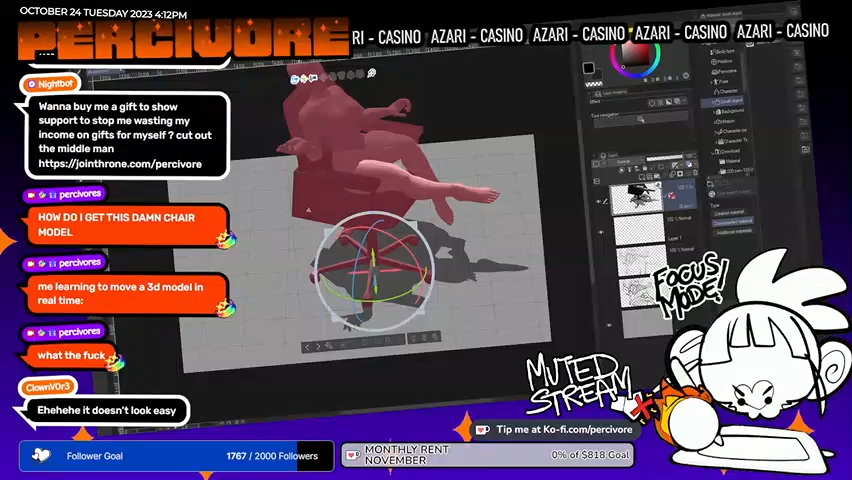 OCTOBER 24 TUESDAY 2023 4:12PM
PERCIVORE
RI - CASINO AZARI - CASINO AZARI - CASINO AZARI - CASINO AZARI - CASINO
Nightbot
Wanna buy me a gift to show
support to stop me wasting my
income on gifts for myself ? cut out
the middle man
https://jointhrone.com/percivore
percivores
HOW DO I GET THIS DAMN CHAIR
MODEL
percivores
me learning to move a 3d model in
real time:
percivores
what the fuck
ClownV0r3
Ehehehe it doesn't look easy
FOCUS
MODE!
MUTED
STREAM
Tip me at Ko-fi.com/percivore
Follower Goal
1767 / 2000 Followers
MONTHLY RENT
NOVEMBER
0% of $818 Goal